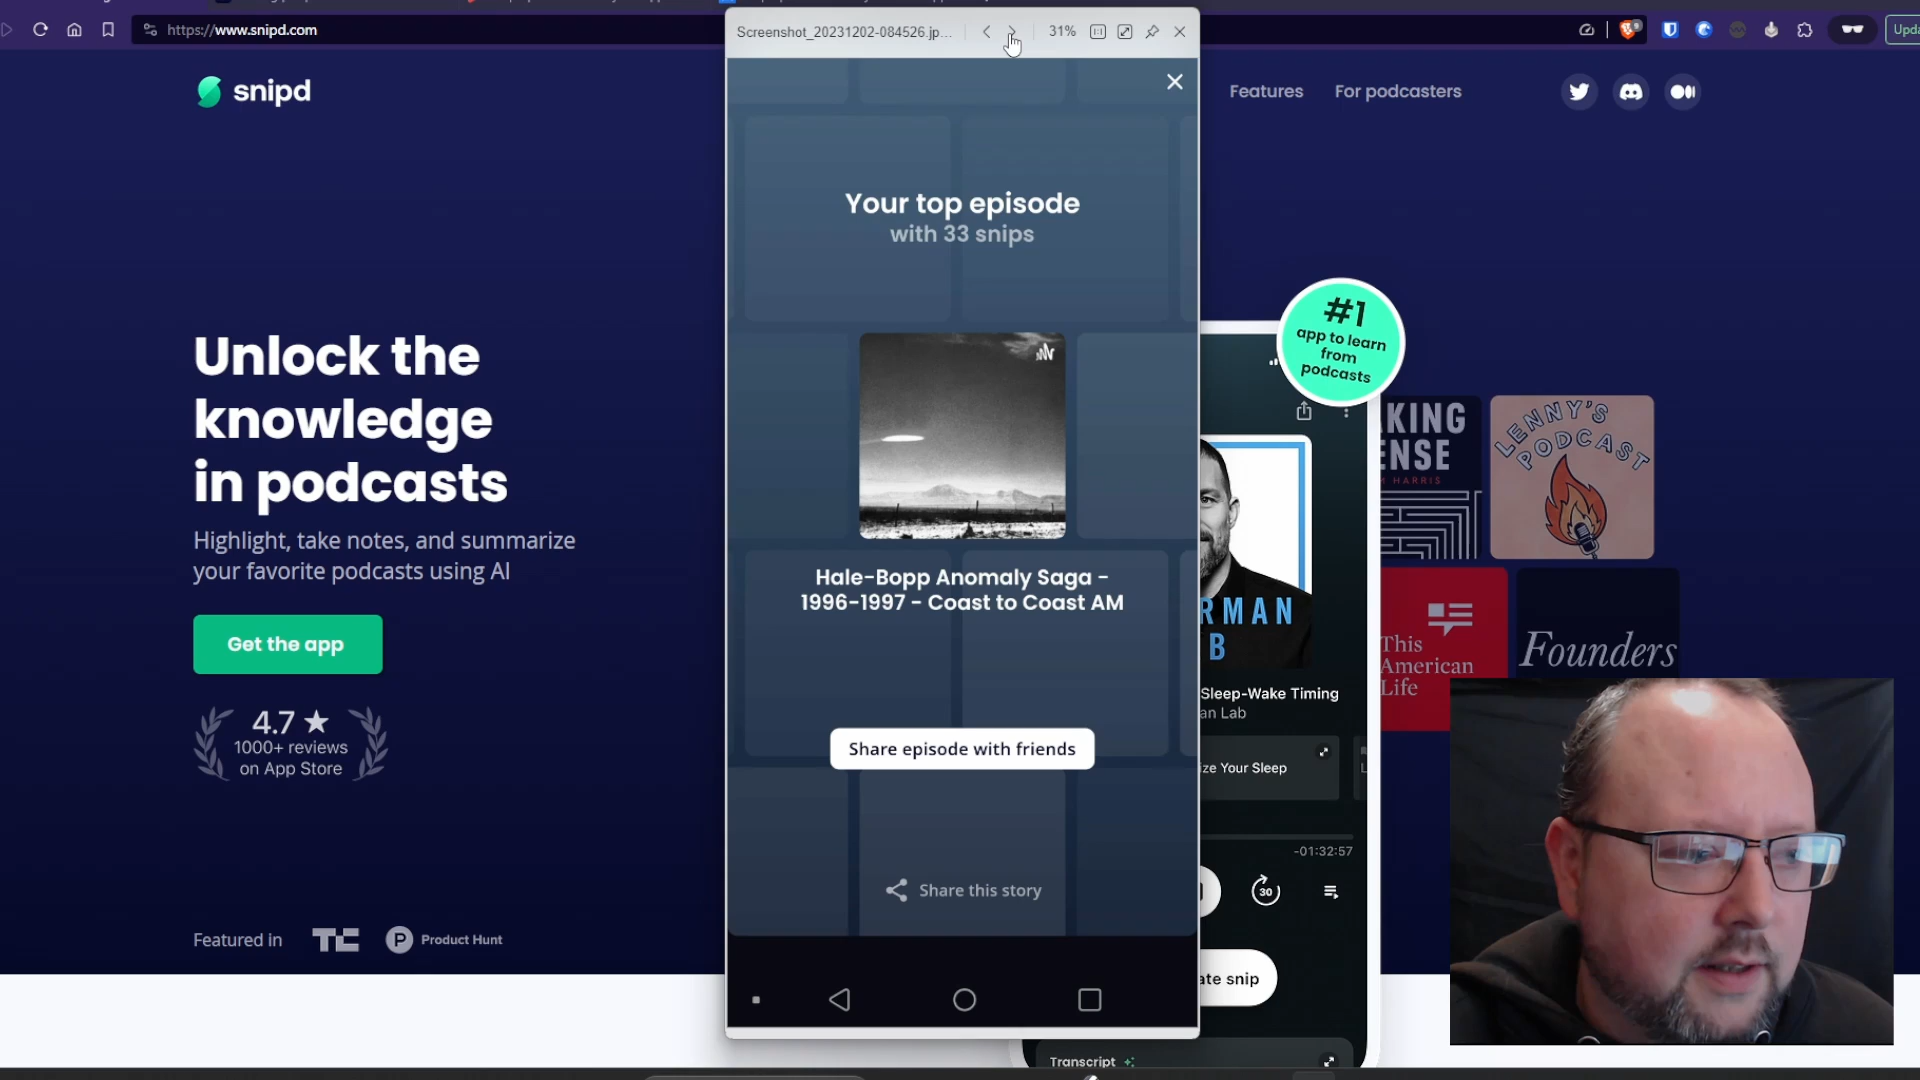 https://www.snipd.com
Screenshot_20231202-084526.jp...
31%
Upda
snipd
Features
For podcasters
Your top episode
with 33 snips
#1
app to learn
from
podcasts
Unlock the
knowledge
in podcasts
Highlight, take notes, and summarize
your favorite podcasts using AI
Get the app
4.7 ★
1000+ reviews
on App Store
Featured in
TC
P Product Hunt
Hale-Bopp Anomaly Saga -
1996-1997 - Coast to Coast AM
Share episode with friends
Share this story
AKING
ENSE
M HARRIS
LENNY'S
PODCAST
RMAN
B
This
American
Life
Founders
Sleep-Wake Timing
an Lab
ze Your Sleep
-01:32:57
30
ate snip
Transcript